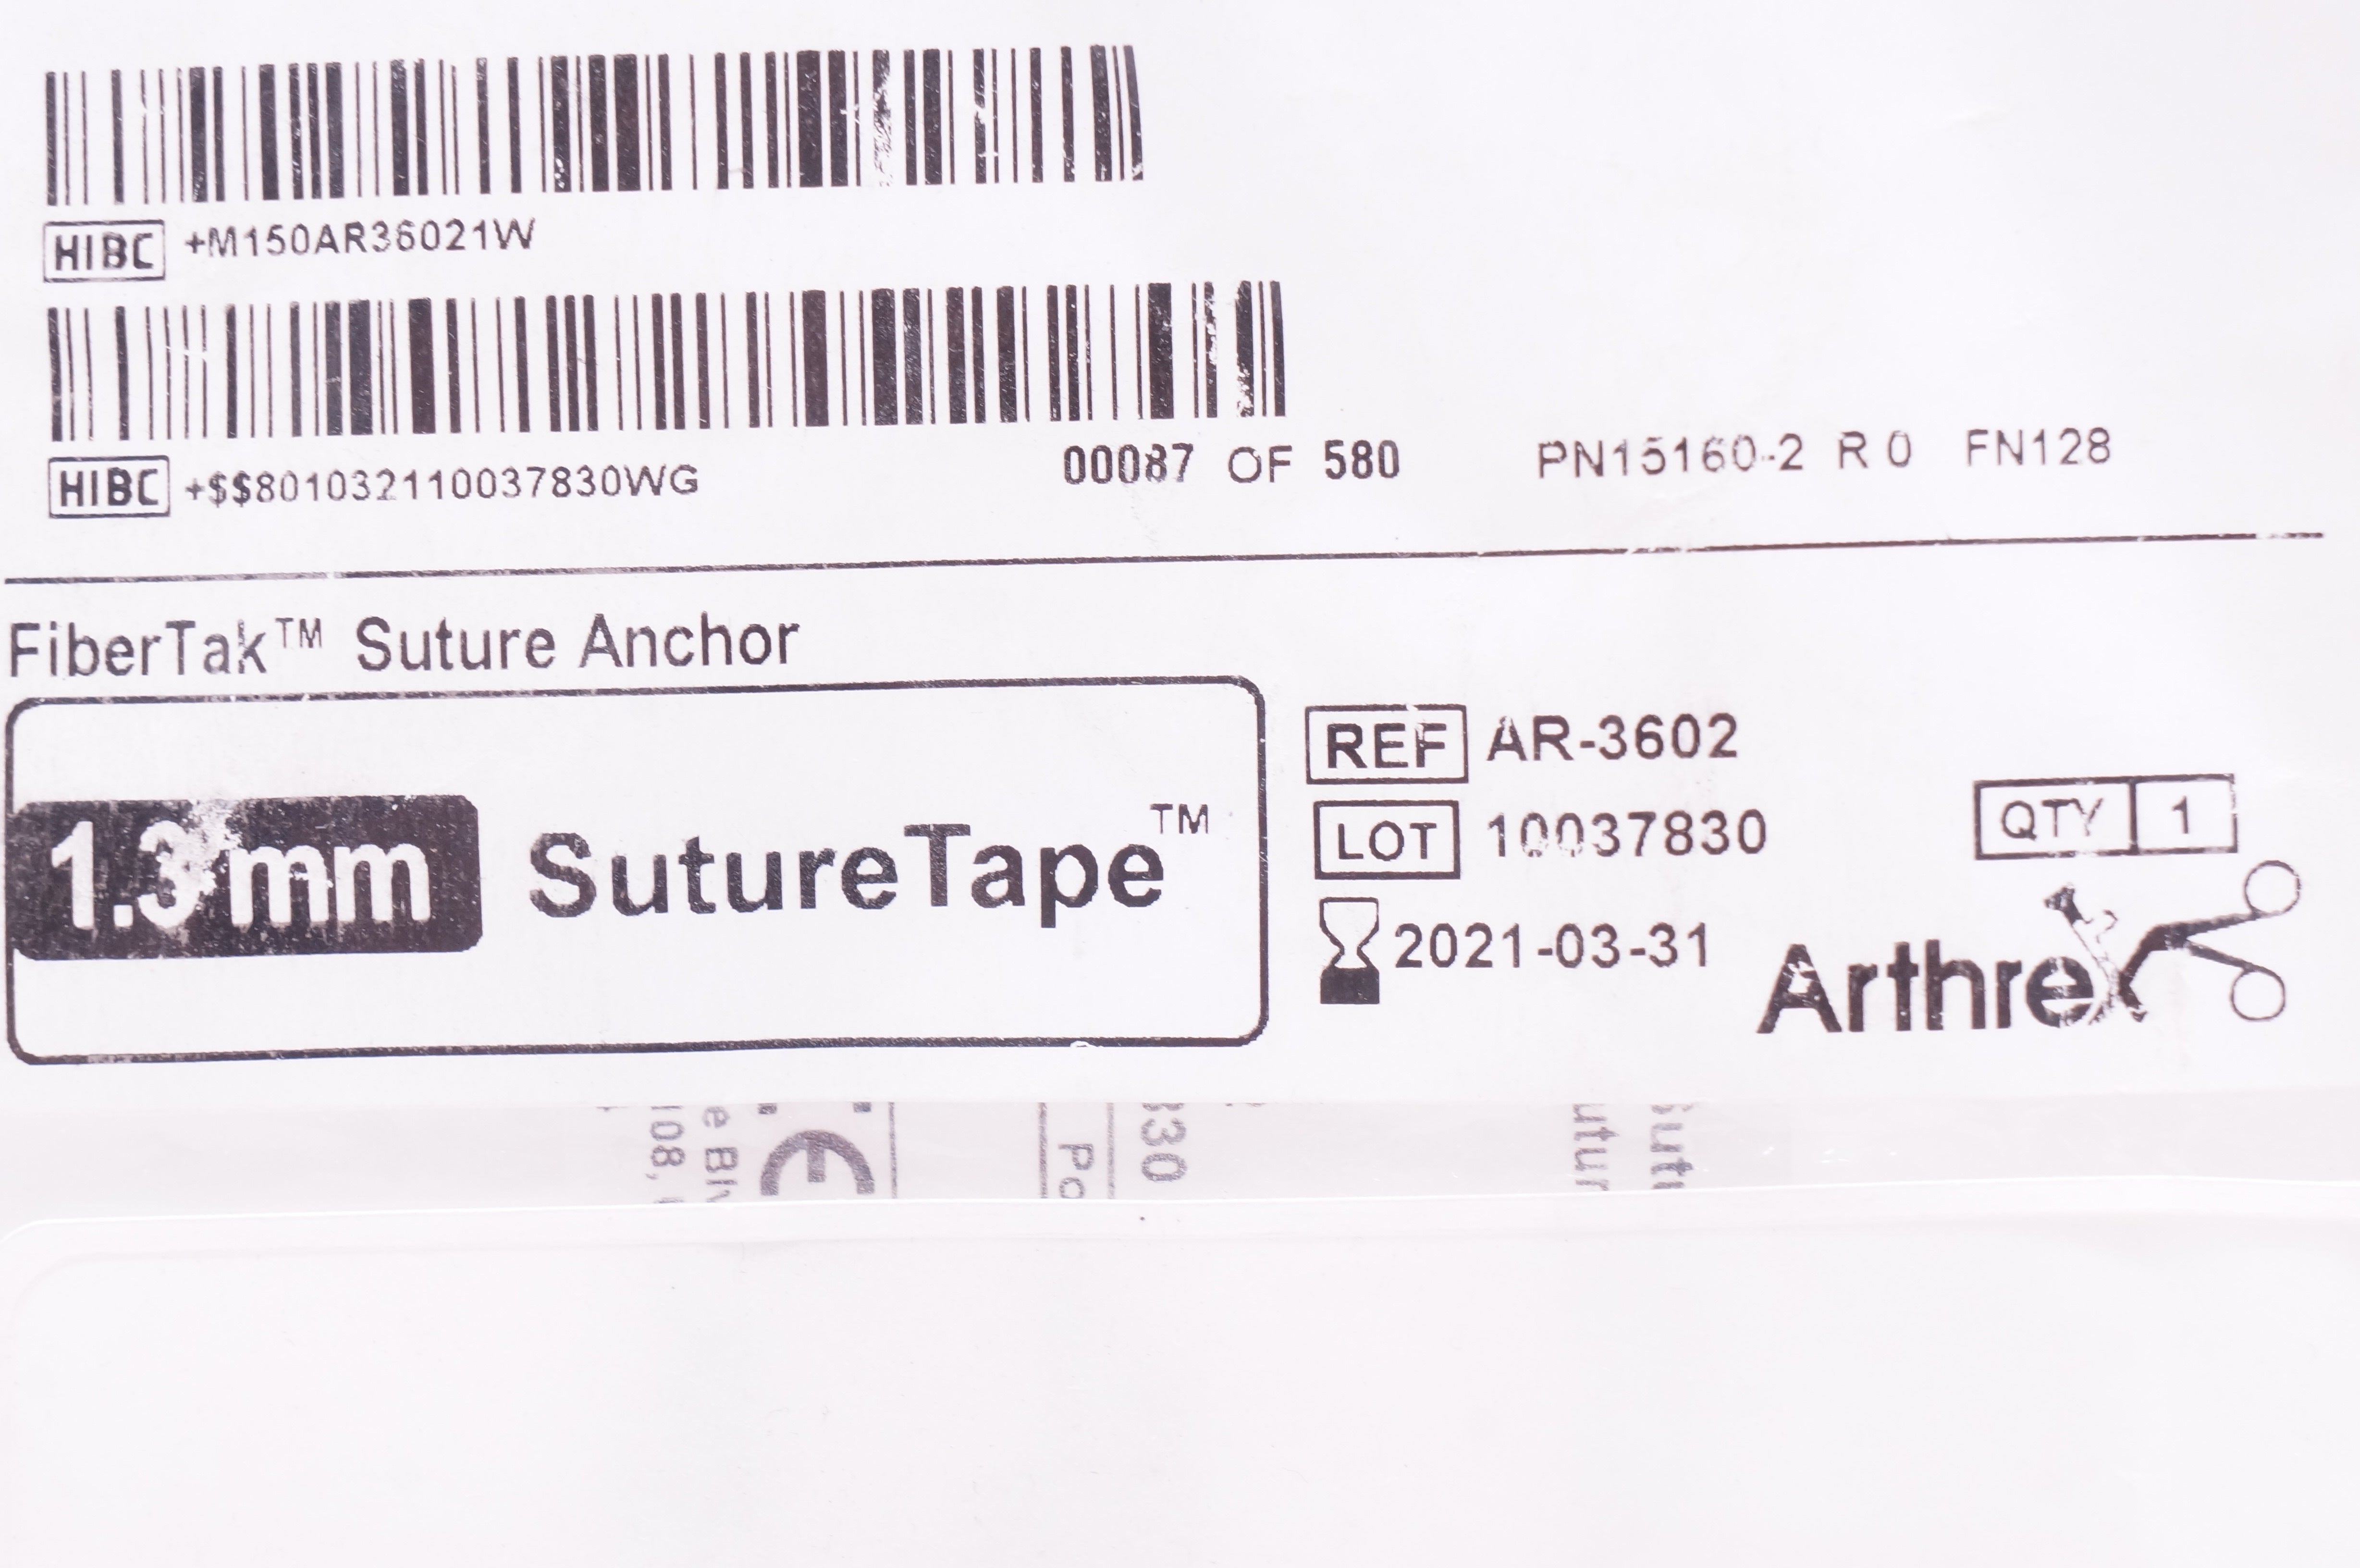 HIBC +M150AR36021W
HIBC +$$801032110037830WG
00087 OF 580 PN15160-2 R 0 FN128
FiberTak™ Suture Anchor
1.3 mm SutureTape™
REF AR-3602
LOT 10037830
QTY 1
2021-03-31
Arthrex